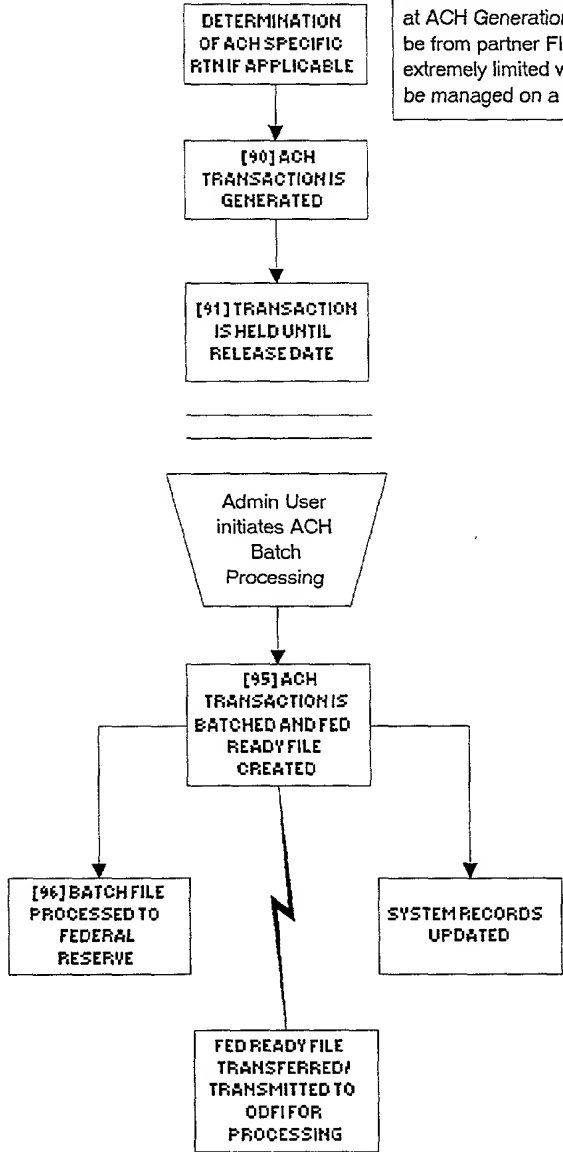 DETERMINATION
OF ACH SPECIFIC
RTN IF APPLICABLE
at ACH Generation
be from partner FI
extremely limited
be managed on a
[90] ACH
TRANSACTION IS
GENERATED
[91] TRANSACTION
IS HELD UNTIL
RELEASE DATE
Admin User
initiates ACH
Batch
Processing
[95] ACH
TRANSACTION IS
BATCHED AND FED
READY FILE
CREATED
[96] BATCH FILE
PROCESSED TO
FEDERAL
RESERVE
SYSTEM RECORDS
UPDATED
FED READY FILE
TRANSFERRED/
TRANSMITTED TO
ODFI FOR
PROCESSING